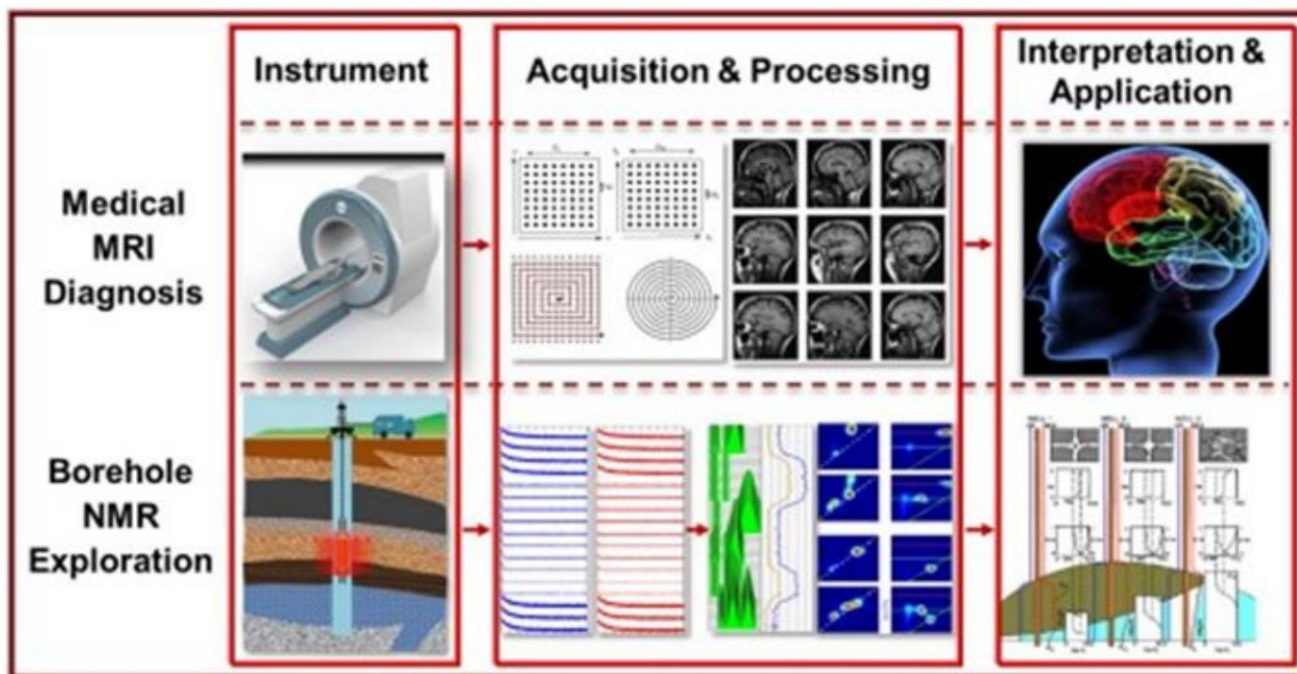 Instrument
Acquisition & Processing
Interpretation &
Application
Medical
MRI
Diagnosis
Borehole
NMR
Exploration